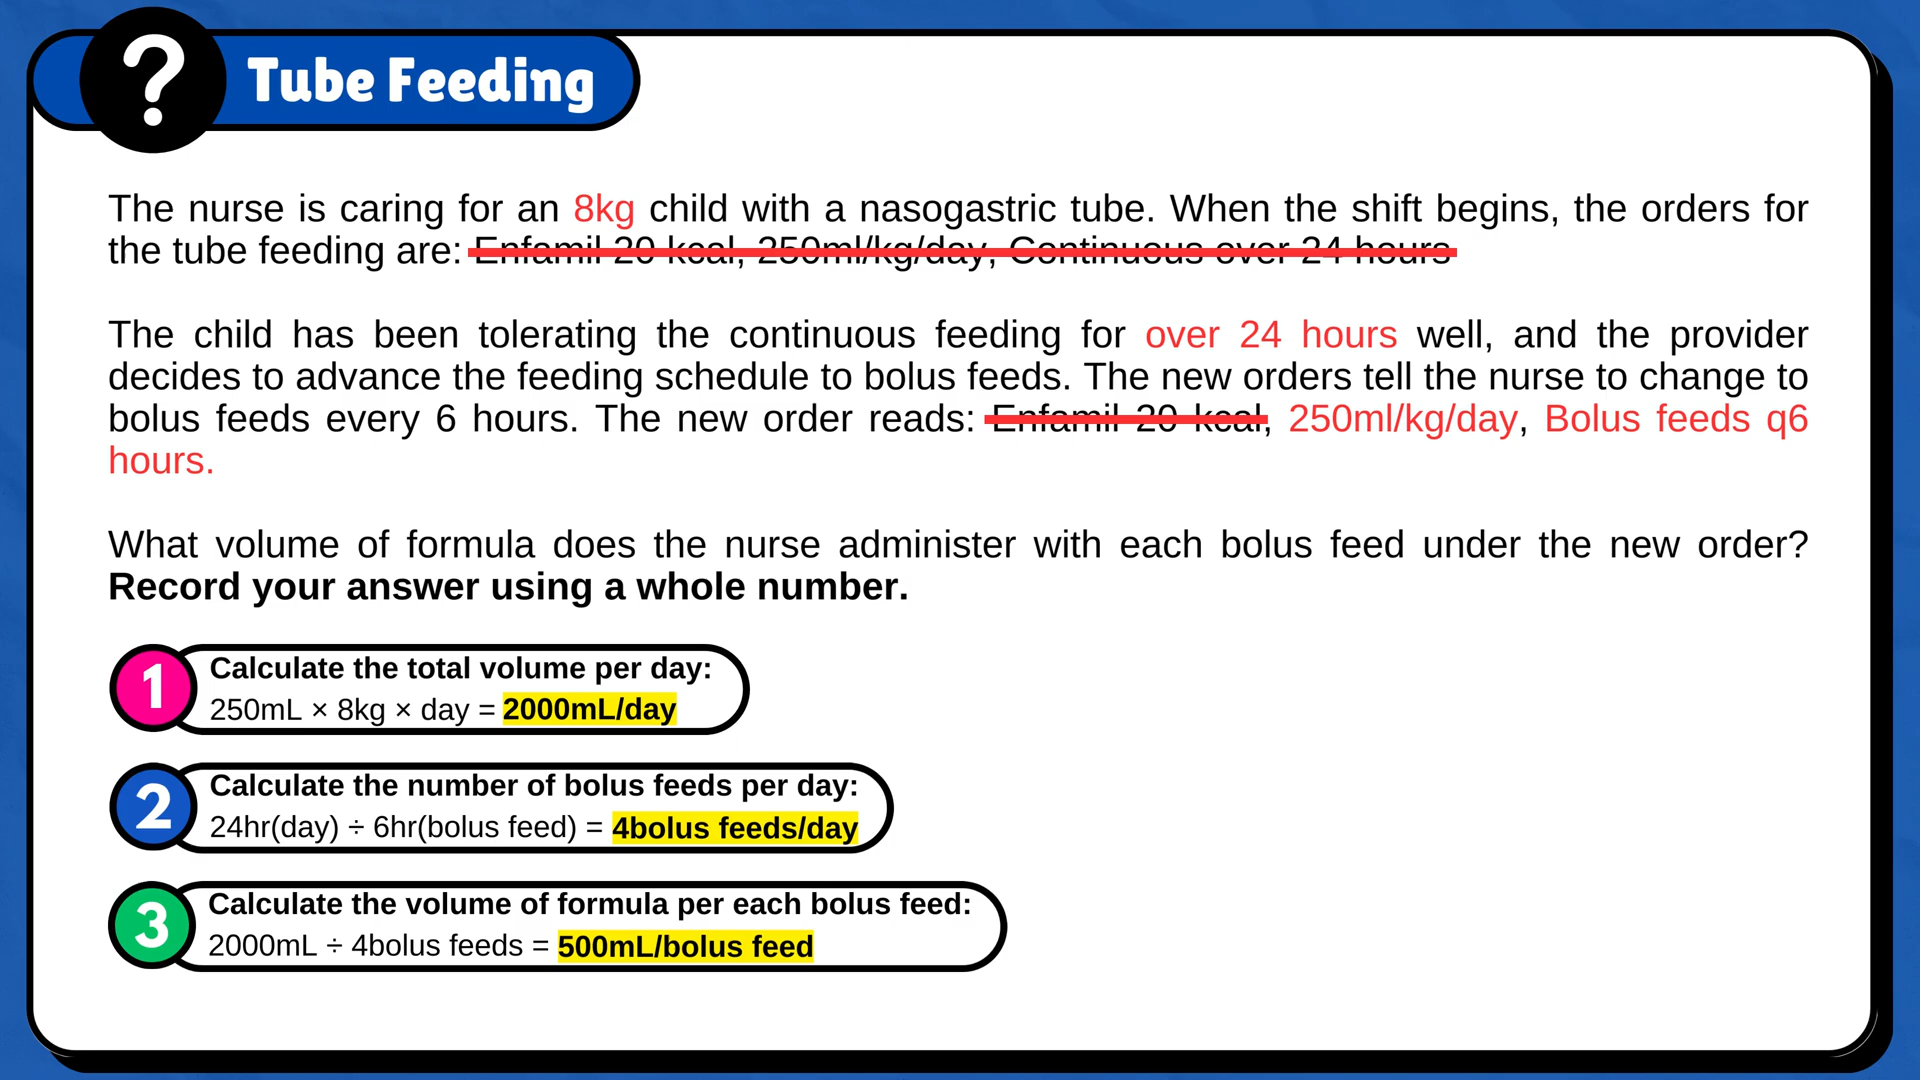 ?
Tube Feeding
The nurse is caring for an 8kg child with a nasogastric tube. When the shift begins, the orders for
the tube feeding are: Enfamil 20 kcal, 250ml/kg/day, Continuous over 24 hours
The child has been tolerating the continuous feeding for over 24 hours well, and the provider
decides to advance the feeding schedule to bolus feeds. The new orders tell the nurse to change to
bolus feeds every 6 hours. The new order reads: Enfamil 20 kcal, 250ml/kg/day, Bolus feeds q6
hours.
What volume of formula does the nurse administer with each bolus feed under the new order?
Record your answer using a whole number.
1
Calculate the total volume per day:
250mL × 8kg × day = 2000mL/day
2
Calculate the number of bolus feeds per day:
24hr(day) ÷ 6hr(bolus feed) = 4bolus feeds/day
3
Calculate the volume of formula per each bolus feed:
2000mL ÷ 4bolus feeds = 500mL/bolus feed